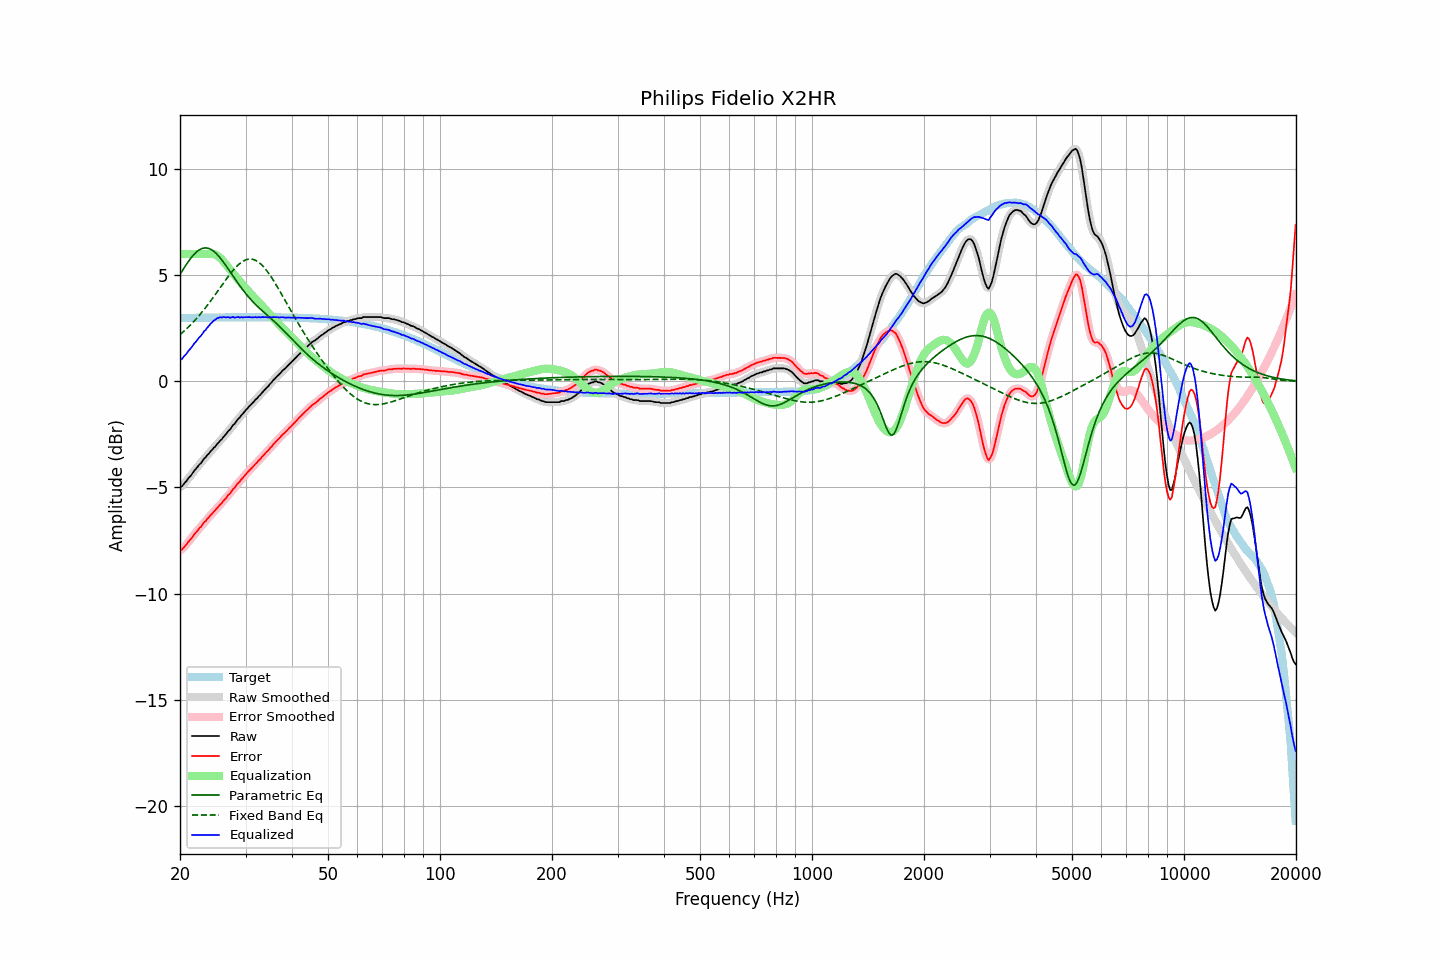 Philips Fidelio X2HR
Amplitude (dBr)
10
5
0
−5
−10
−15
−20
Target
Raw Smoothed
Error Smoothed
Raw
Error
Equalization
Parametric Eq
Fixed Band Eq
Equalized
20 50 100 200 500 1000 2000 5000 10000 20000
Frequency (Hz)